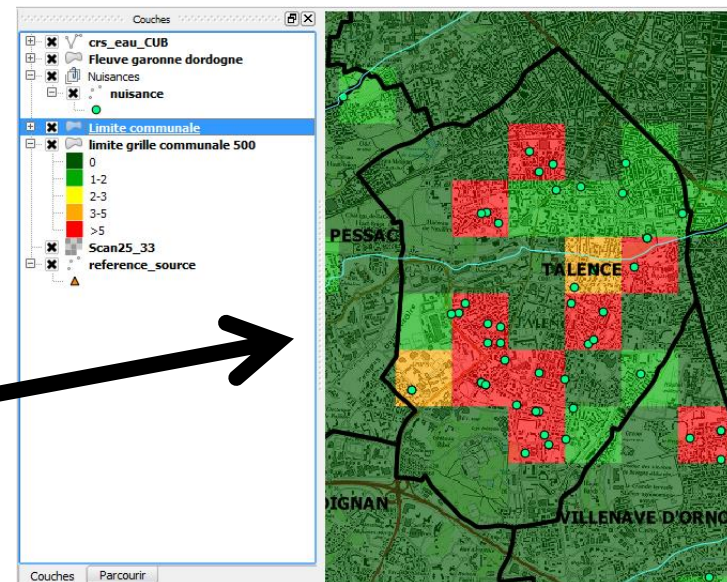 Couches
crs_eau_CUB
Fleuve garonne dordogne
Nuisances
nuisance
Limite communale
limite grille communale 500
0
1-2
2-3
3-5
>5
Scan25_33
reference_source
Couches
Parcourir
PESSAC
TALENCE
IGNAN
VILLENAVE D'ORNO